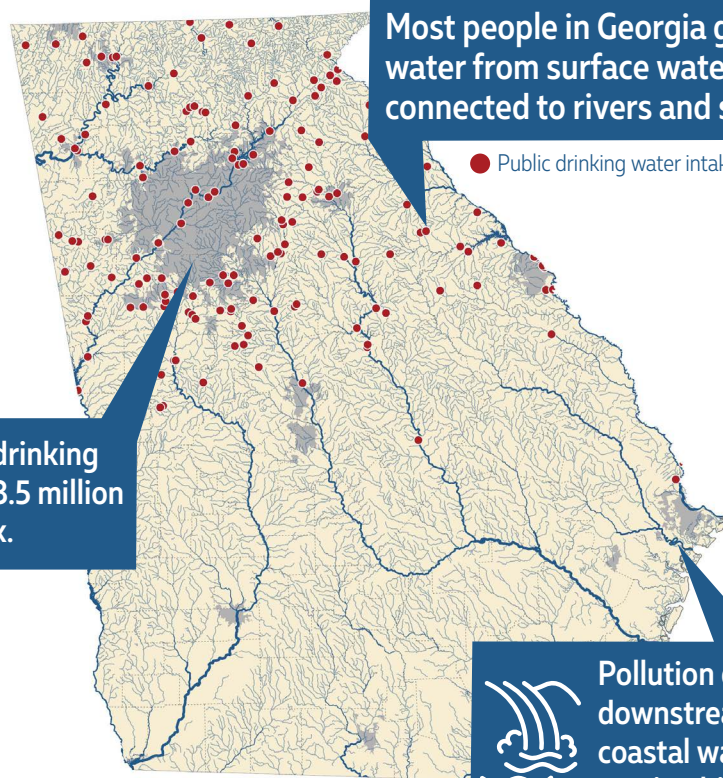 Most people in Georgia g
water from surface wate
connected to rivers and s
Public drinking water intak
drinking
3.5 million
k.
Pollution
downstrea
coastal wa